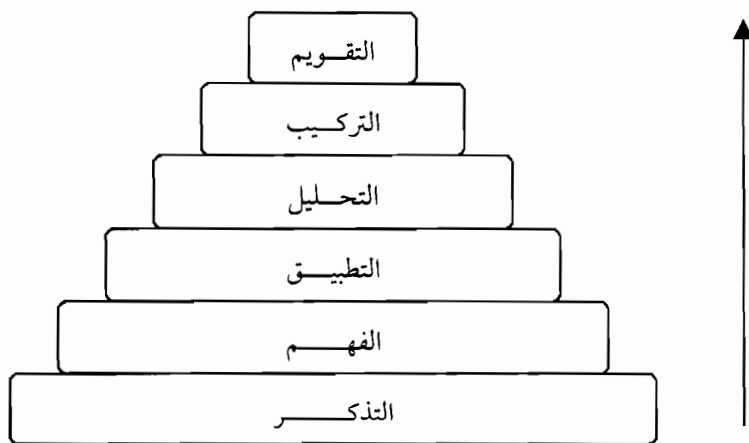 التقويم
التركيب
التحليل
التطبيق
الفهم
التذكر